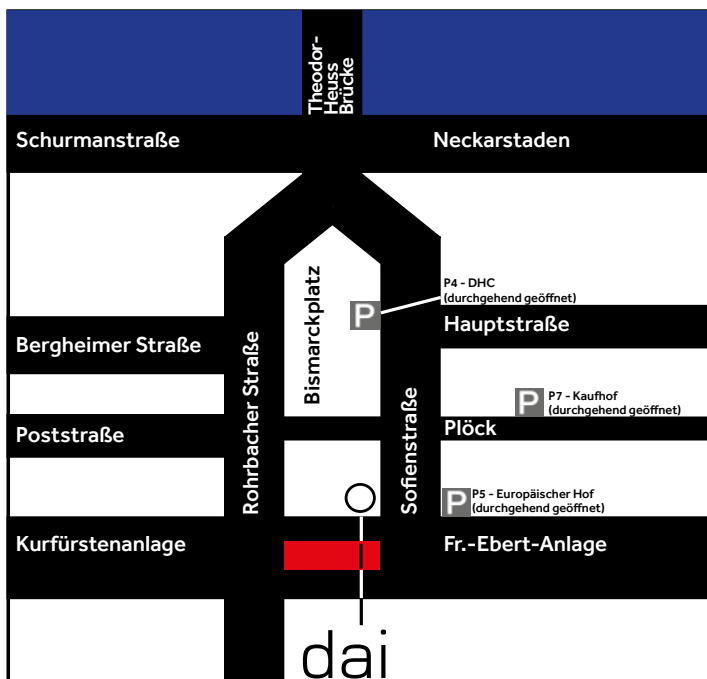 Theodor-
Heuss
Brücke
Schurmanstraße
Neckarstaden
P4 - DHC
(durchgehend geöffnet)
P
Bismarckplatz
Hauptstraße
Bergheimer Straße
Rohrbacher Straße
Sofienstraße
P
P7 - Kaufhof
(durchgehend geöffnet)
Poststraße
Plöck
P
P5 - Europäischer Hof
(durchgehend geöffnet)
Kurfürstenanlage
Fr.-Ebert-Anlage
dai